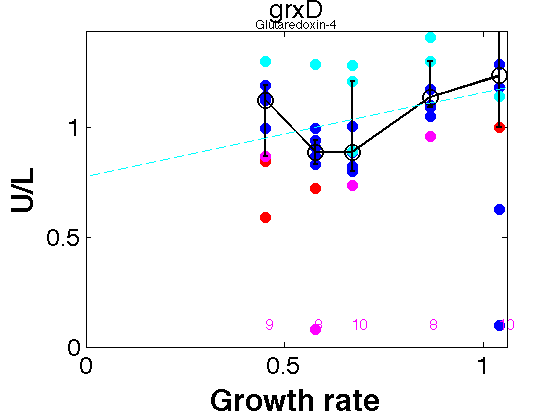 grxD
Glutaredoxin-4
U/L
1
0.5
0
9 9 10 8 10
0 0.5 1
Growth rate